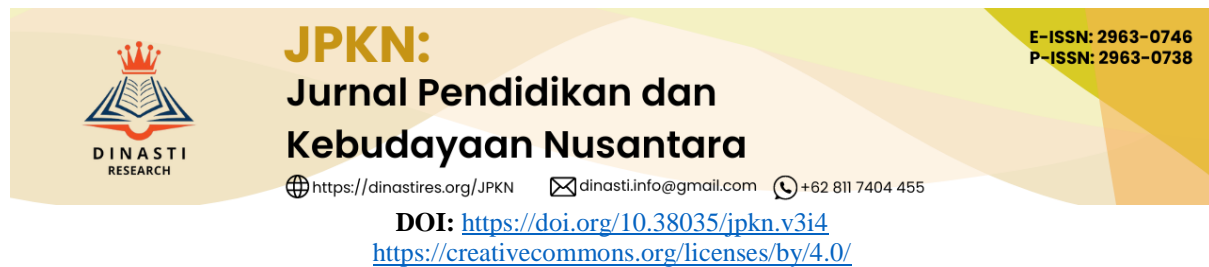 JPKN:
Jurnal Pendidikan dan
Kebudayaan Nusantara
DINASTI
RESEARCH
https://dinastires.org/JPKN dinasti.info@gmail.com +62 811 7404 455
E-ISSN: 2963-0746
P-ISSN: 2963-0738
DOI: https://doi.org/10.38035/jpkn.v3i4
https://creativecommons.org/licenses/by/4.0/